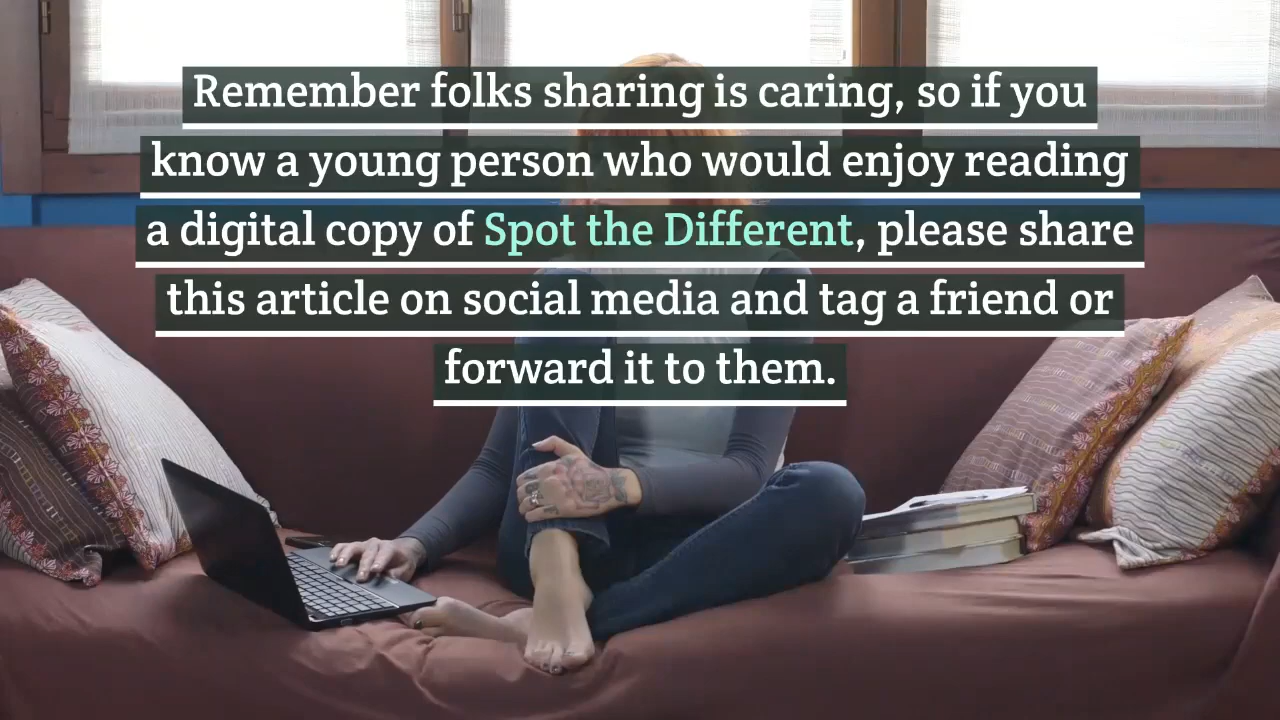 Remember folks sharing is caring, so if you
know a young person who would enjoy reading
a digital copy of Spot the Different, please share
this article on social media and tag a friend or
forward it to them.